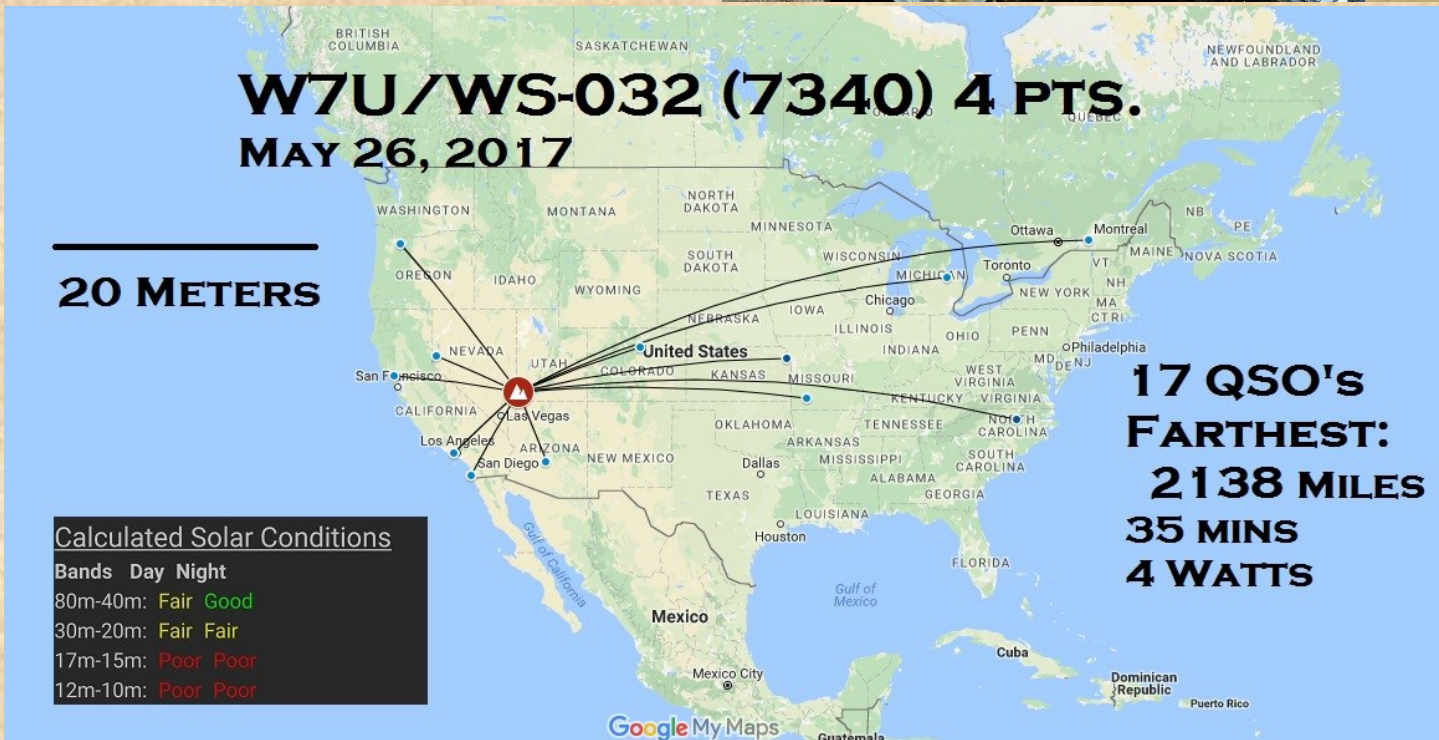 W7U/WS-032 (7340) 4 PTS.
MAY 26, 2017
20 METERS
17 QSO's
FARTHEST:
2138 MILES
35 MINS
4 WATTS
Calculated Solar Conditions
Bands Day Night
80m-40m: Fair Good
30m-20m: Fair Fair
17m-15m: Poor Poor
12m-10m: Poor Poor
BRITISH
COLUMBIA
SASKATCHEWAN
NEWFOUNDLAND
AND LABRADOR
ONTARIO
QUEBEC
WASHINGTON
MONTANA
NORTH
DAKOTA
MINNESOTA
Ottawa
Montreal
NB
PE
NOVA SCOTIA
MAINE
VT
NH
MA
CT RI
OREGON
IDAHO
WYOMING
SOUTH
DAKOTA
WISCONSIN
MICHIGAN
Toronto
NEW YORK
Chicago
NEBRASKA
IOWA
ILLINOIS
INDIANA
OHIO
PENN
Philadelphia
MD
DE
NJ
NEVADA
UTAH
COLORADO
United States
KANSAS
MISSOURI
WEST
VIRGINIA
KENTUCKY
VIRGINIA
San Francisco
CALIFORNIA
Las Vegas
Los Angeles
San Diego
ARIZONA
NEW MEXICO
OKLAHOMA
ARKANSAS
TENNESSEE
NORTH
CAROLINA
SOUTH
CAROLINA
MISSISSIPPI
ALABAMA
GEORGIA
Dallas
TEXAS
LOUISIANA
Houston
FLORIDA
Gulf of California
Gulf of
Mexico
Mexico
Mexico City
Cuba
Dominican
Republic
Puerto Rico
Guatemala
Google My Maps